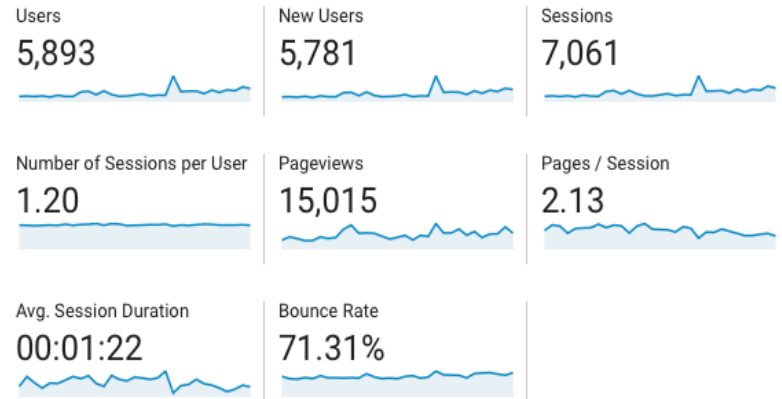 Users
5,893
New Users
5,781
Sessions
7,061
Number of Sessions per User
1.20
Pageviews
15,015
Pages / Session
2.13
Avg. Session Duration
00:01:22
Bounce Rate
71.31%